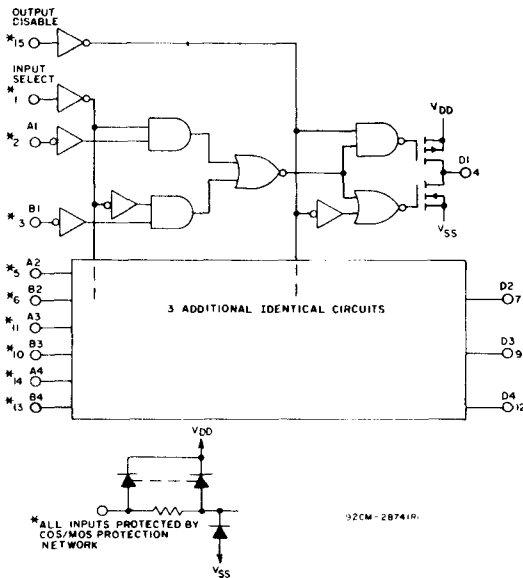 OUTPUT
DISABLE
*15
INPUT
SELECT
*1
A1
*2
B1
*3
VDD
D1
4
VSS
A2
*5
B2
*6
A3
*11
B3
*10
A4
*14
B4
*13
3 ADDITIONAL IDENTICAL CIRCUITS
D2
7
D3
9
D4
12
VDD
*ALL INPUTS PROTECTED BY
COS/MOS PROTECTION
NETWORK
VSS
92CM-28741R1